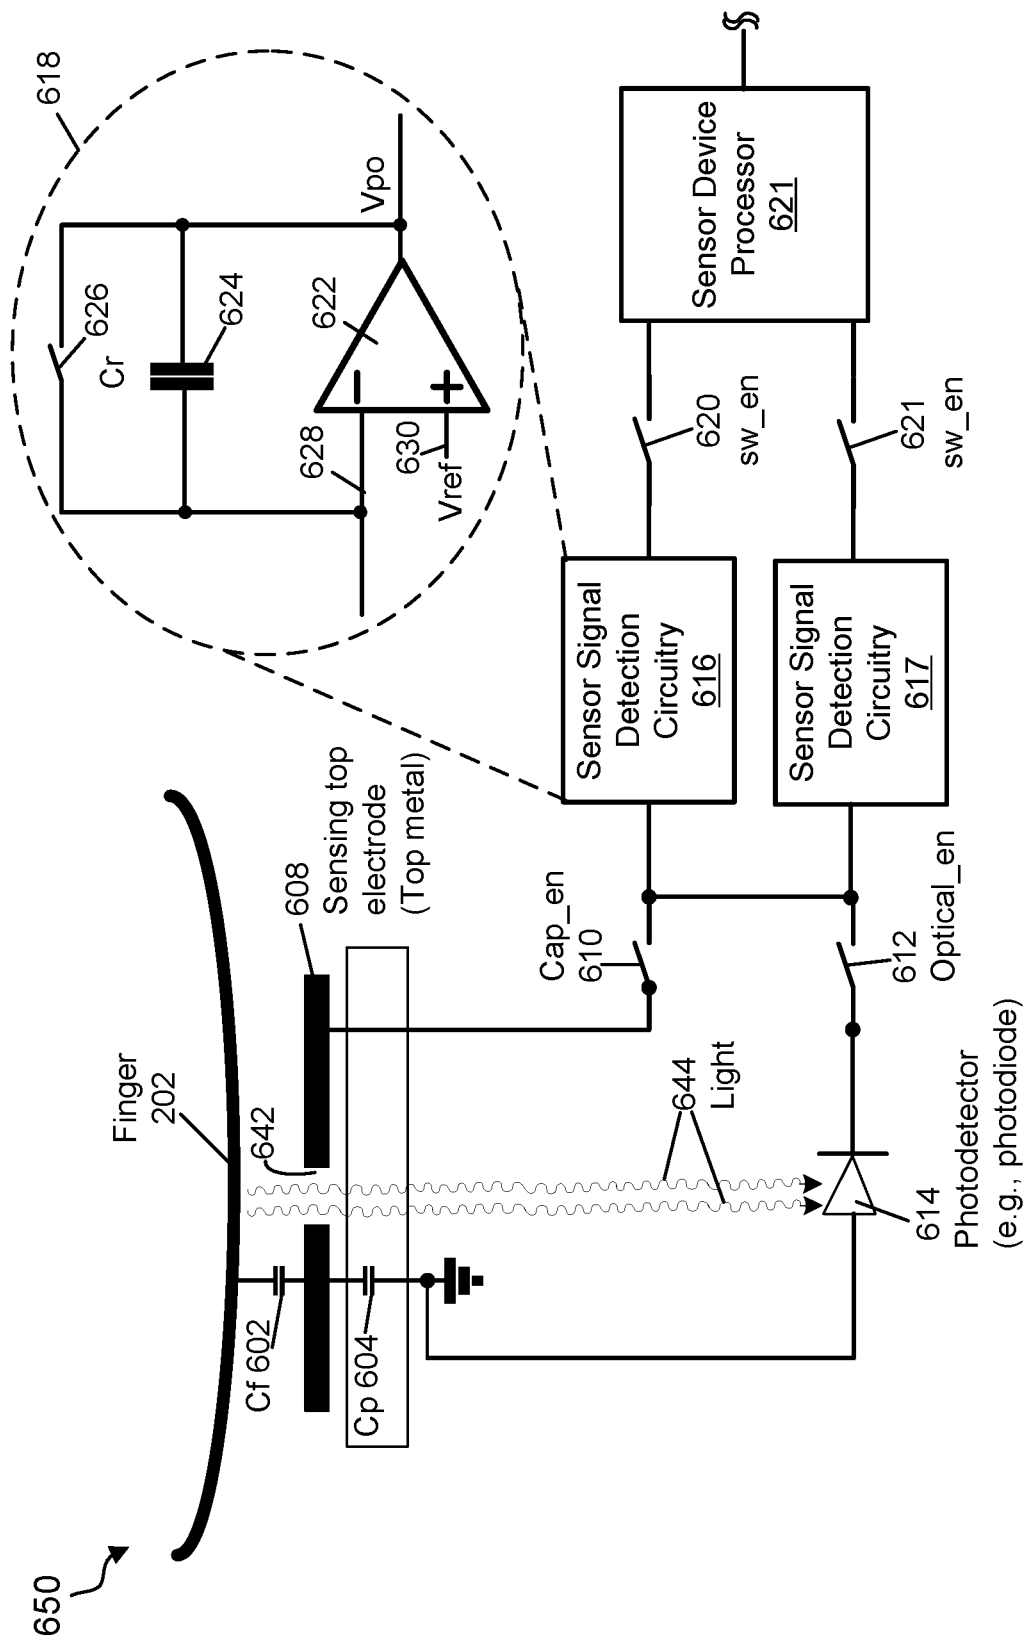 650
Finger
202
642
Cf 602
Cp 604
608
Sensing top
electrode
(Top metal)
644
Light
614
Photodetector
(e.g., photodiode)
Cap_en
610
612
Optical_en
Sensor Signal
Detection
Circuitry
616
Sensor Signal
Detection
Circuitry
617
620
sw_en
621
sw_en
Sensor Device
Processor
621
618
626
Cr
624
622
Vpo
628
630
Vref
−
+